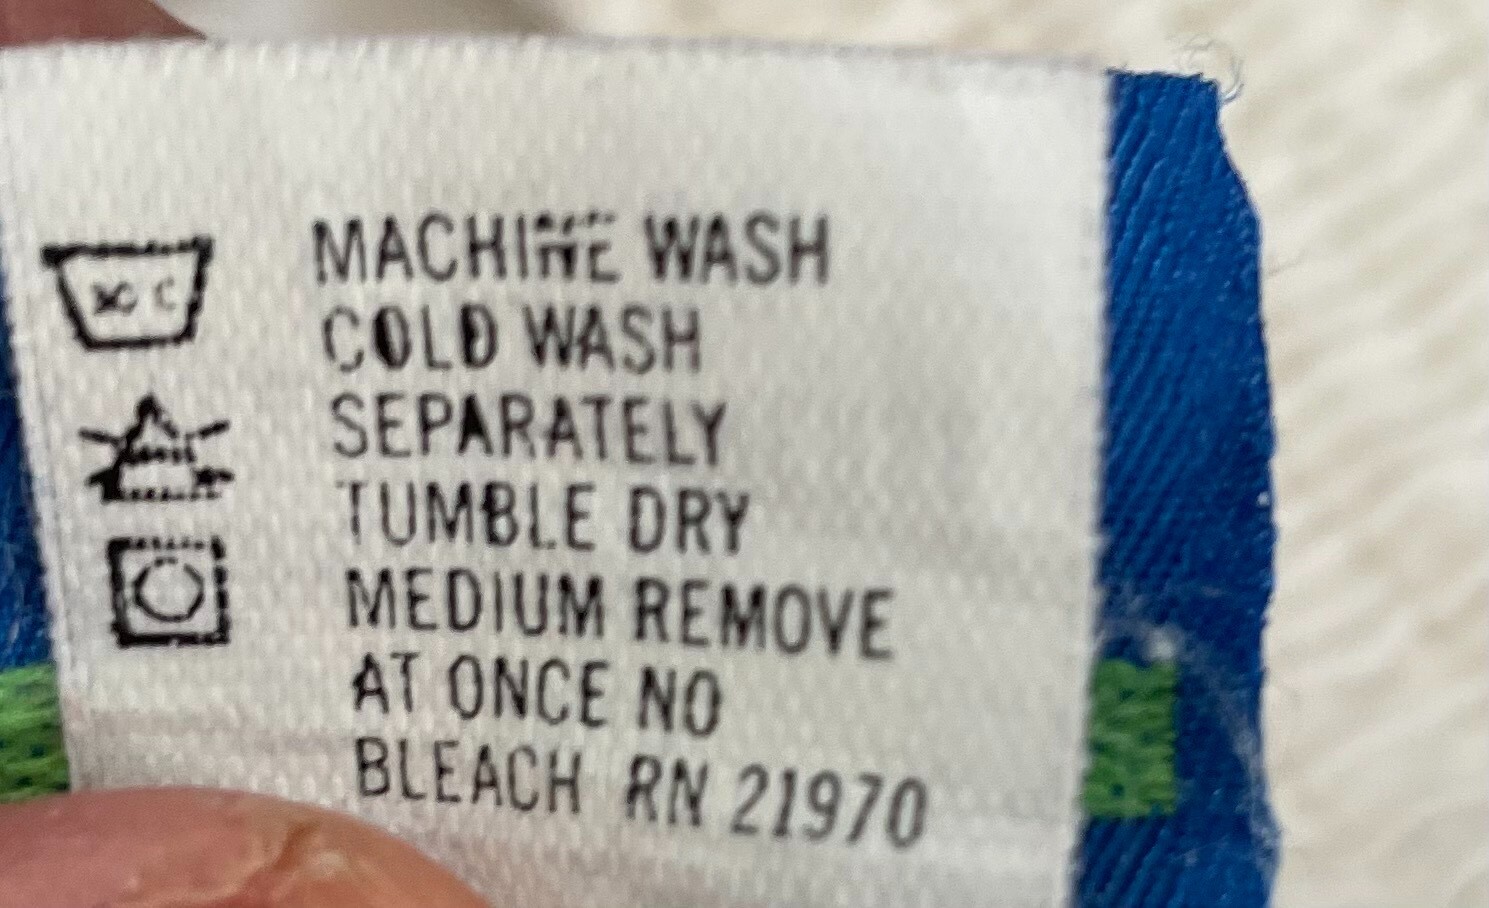 MACHINE WASH
COLD WASH
SEPARATELY
TUMBLE DRY
MEDIUM REMOVE
AT ONCE NO
BLEACH RN 21970